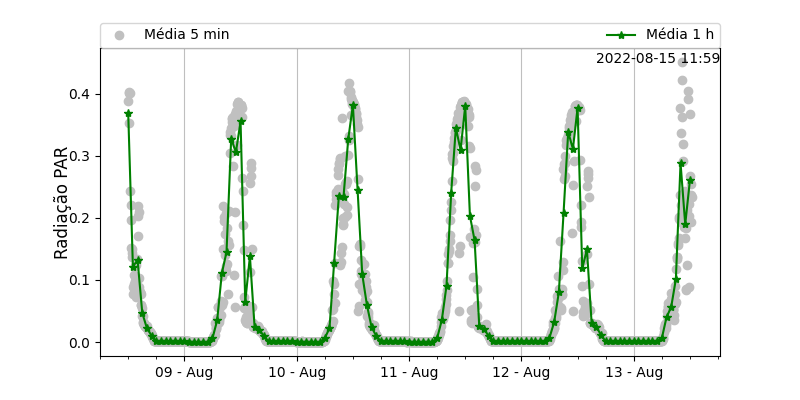 Média 5 min
Média 1 h
2022-08-15 11:59
Radiação PAR
0.4
0.3
0.2
0.1
0.0
09 - Aug
10 - Aug
11 - Aug
12 - Aug
13 - Aug